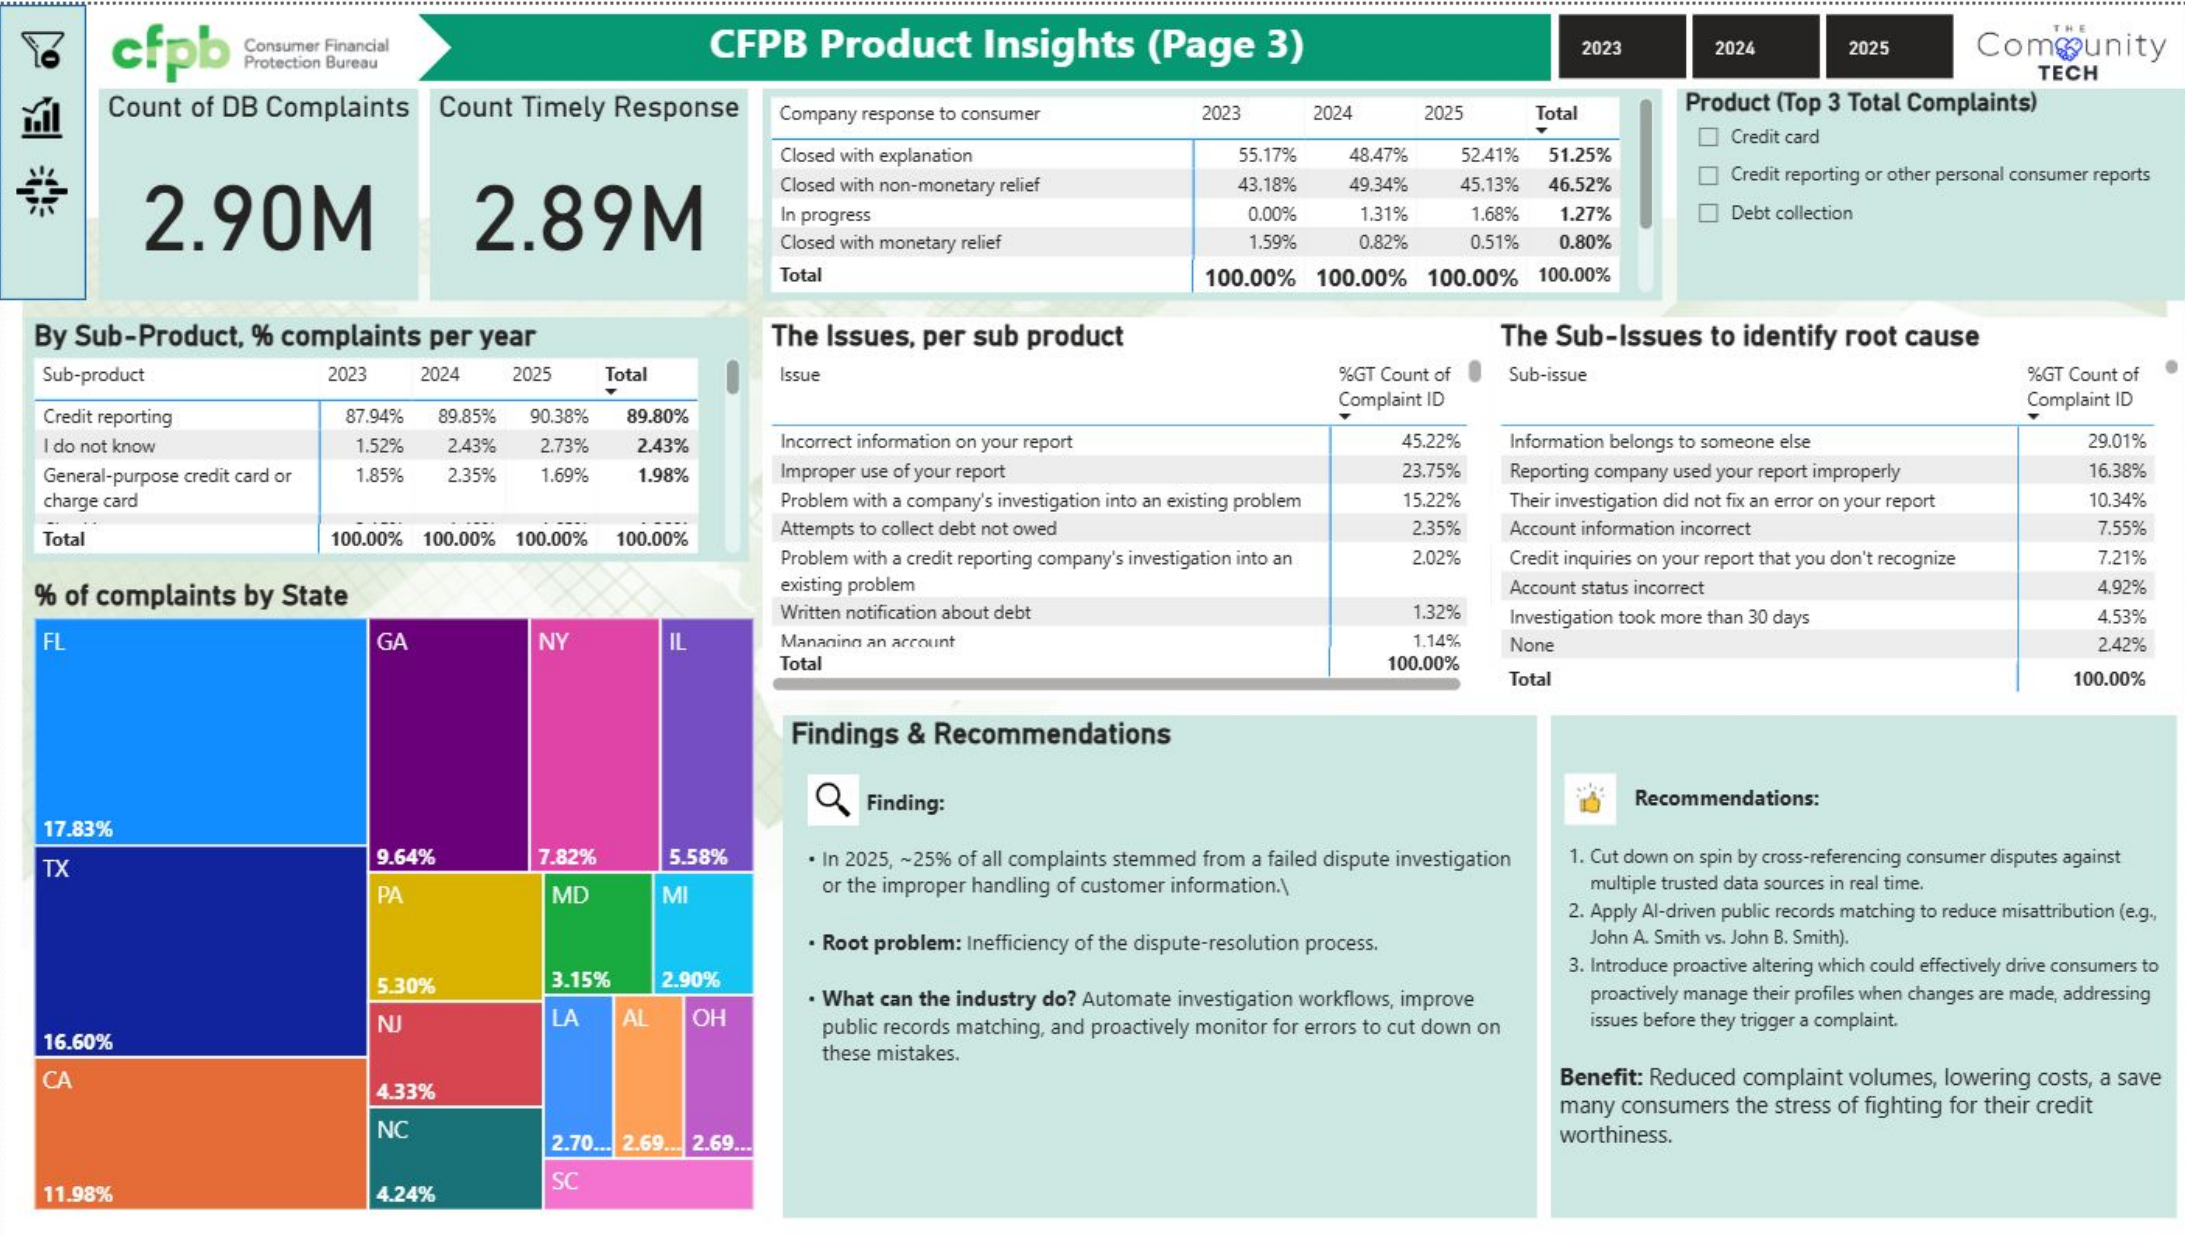 cfpb Consumer Financial
Protection Bureau
CFPB Product Insights (Page 3)
2023
2024
2025
THE
Community
TECH
Count of DB Complaints
2.90M
Count Timely Response
2.89M
Company response to consumer 2023 2024 2025 Total
Closed with explanation 55.17% 48.47% 52.41% 51.25%
Closed with non-monetary relief 43.18% 49.34% 45.13% 46.52%
In progress 0.00% 1.31% 1.68% 1.27%
Closed with monetary relief 1.59% 0.82% 0.51% 0.80%
Total 100.00% 100.00% 100.00% 100.00%
Product (Top 3 Total Complaints)
Credit card
Credit reporting or other personal consumer reports
Debt collection
By Sub-Product, % complaints per year
Sub-product 2023 2024 2025 Total
Credit reporting 87.94% 89.85% 90.38% 89.80%
I do not know 1.52% 2.43% 2.73% 2.43%
General-purpose credit card or 1.85% 2.35% 1.69% 1.98%
charge card
Total 100.00% 100.00% 100.00% 100.00%
% of complaints by State
FL
17.83%
TX
16.60%
CA
11.98%
GA
9.64%
NY
7.82%
IL
5.58%
PA
5.30%
NJ
4.33%
NC
4.24%
MD
3.15%
MI
2.90%
LA
2.70...
AL
2.69...
OH
2.69...
SC
The Issues, per sub product
Issue %GT Count of
Complaint ID
Incorrect information on your report 45.22%
Improper use of your report 23.75%
Problem with a company's investigation into an existing problem 15.22%
Attempts to collect debt not owed 2.35%
Problem with a credit reporting company's investigation into an 2.02%
existing problem
Written notification about debt 1.32%
Managing an account 1.14%
Total 100.00%
The Sub-Issues to identify root cause
Sub-issue %GT Count of
Complaint ID
Information belongs to someone else 29.01%
Reporting company used your report improperly 16.38%
Their investigation did not fix an error on your report 10.34%
Account information incorrect 7.55%
Credit inquiries on your report that you don't recognize 7.21%
Account status incorrect 4.92%
Investigation took more than 30 days 4.53%
None 2.42%
Total 100.00%
Findings & Recommendations
Finding:
• In 2025, ~25% of all complaints stemmed from a failed dispute investigation
or the improper handling of customer information.\
• Root problem: Inefficiency of the dispute-resolution process.
• What can the industry do? Automate investigation workflows, improve
public records matching, and proactively monitor for errors to cut down on
these mistakes.
Recommendations:
1. Cut down on spin by cross-referencing consumer disputes against
multiple trusted data sources in real time.
2. Apply AI-driven public records matching to reduce misattribution (e.g.,
John A. Smith vs. John B. Smith).
3. Introduce proactive altering which could effectively drive consumers to
proactively manage their profiles when changes are made, addressing
issues before they trigger a complaint.
Benefit: Reduced complaint volumes, lowering costs, a save
many consumers the stress of fighting for their credit
worthiness.